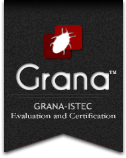 Grana™
GRANA-ISTEC
Evaluation and Certification